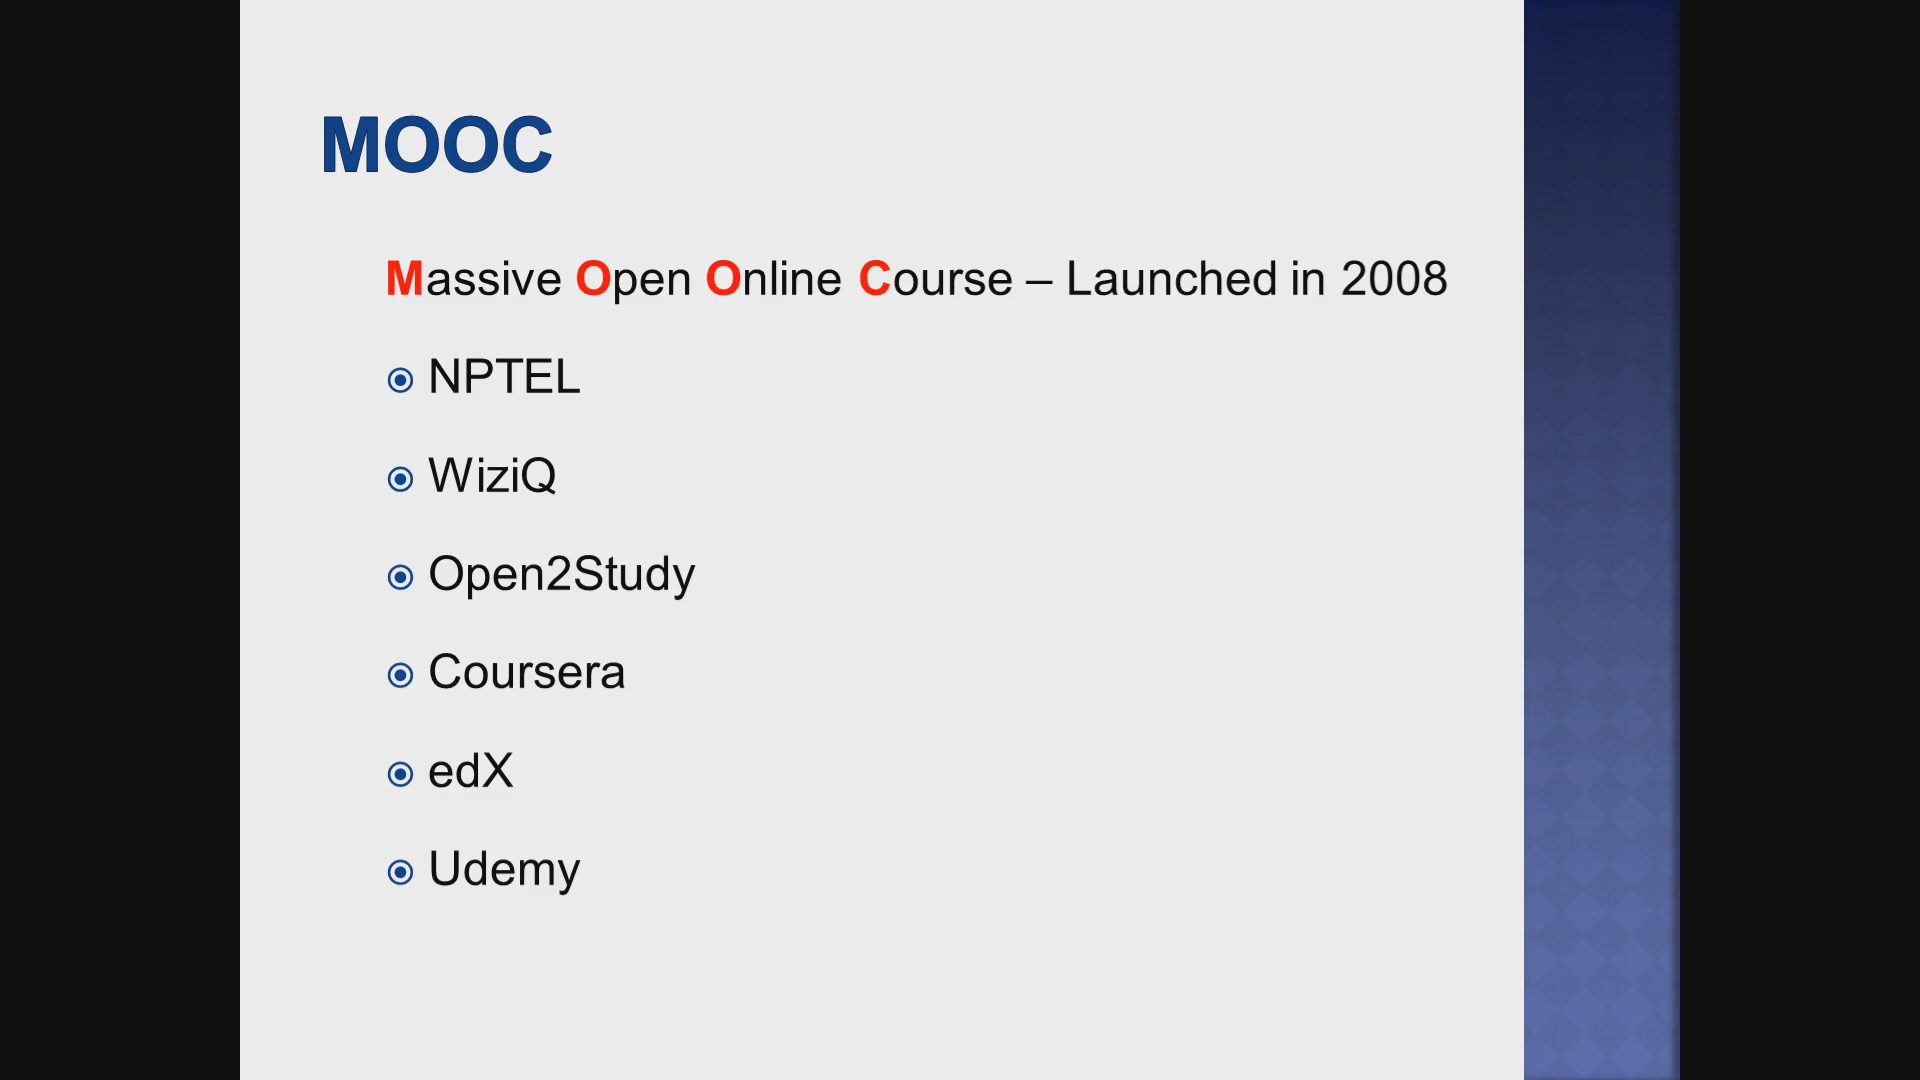 MOOC
Massive Open Online Course – Launched in 2008
NPTEL
WiziQ
Open2Study
Coursera
edX
Udemy